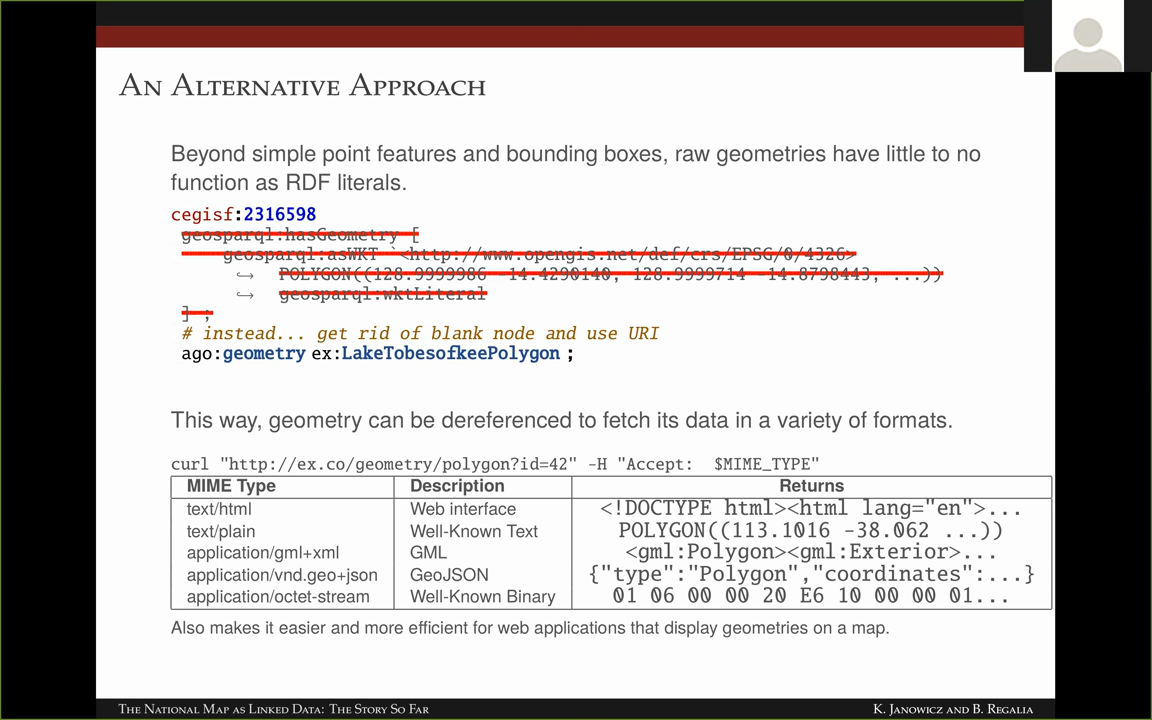 An Alternative Approach
Beyond simple point features and bounding boxes, raw geometries have little to no
function as RDF literals.
cegisf:2316598
geosparql:hasGeometry [
geosparql:asWKT `<http://www.opengis.net/def/crs/EPSG/0/4326>
↪ POLYGON((128.9999986 -14.4290140, 128.9999714 -14.8798443, ...))
↪ geosparql:wktLiteral
] ;
# instead... get rid of blank node and use URI
ago:geometry ex:LakeTobesofkeePolygon ;
This way, geometry can be dereferenced to fetch its data in a variety of formats.
curl "http://ex.co/geometry/polygon?id=42" -H "Accept: $MIME_TYPE"
MIME Type Description Returns
text/html Web interface <!DOCTYPE html><html lang="en">...
text/plain Well-Known Text POLYGON((113.1016 -38.062 ...))
application/gml+xml GML <gml:Polygon><gml:Exterior>...
application/vnd.geo+json GeoJSON {"type":"Polygon","coordinates":...}
application/octet-stream Well-Known Binary 01 06 00 00 20 E6 10 00 00 01...
Also makes it easier and more efficient for web applications that display geometries on a map.
The National Map as Linked Data: The Story So Far K. Janowicz and B. Regalia